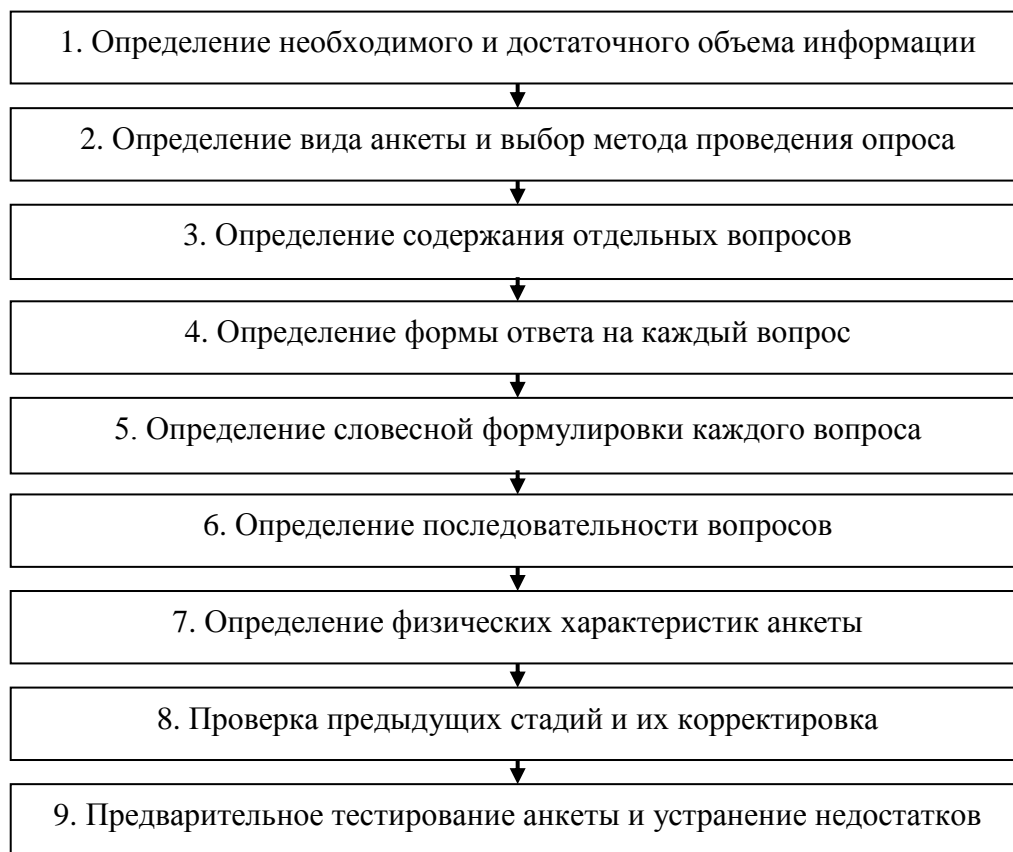 1. Определение необходимого и достаточного объема информации
2. Определение вида анкеты и выбор метода проведения опроса
3. Определение содержания отдельных вопросов
4. Определение формы ответа на каждый вопрос
5. Определение словесной формулировки каждого вопроса
6. Определение последовательности вопросов
7. Определение физических характеристик анкеты
8. Проверка предыдущих стадий и их корректировка
9. Предварительное тестирование анкеты и устранение недостатков